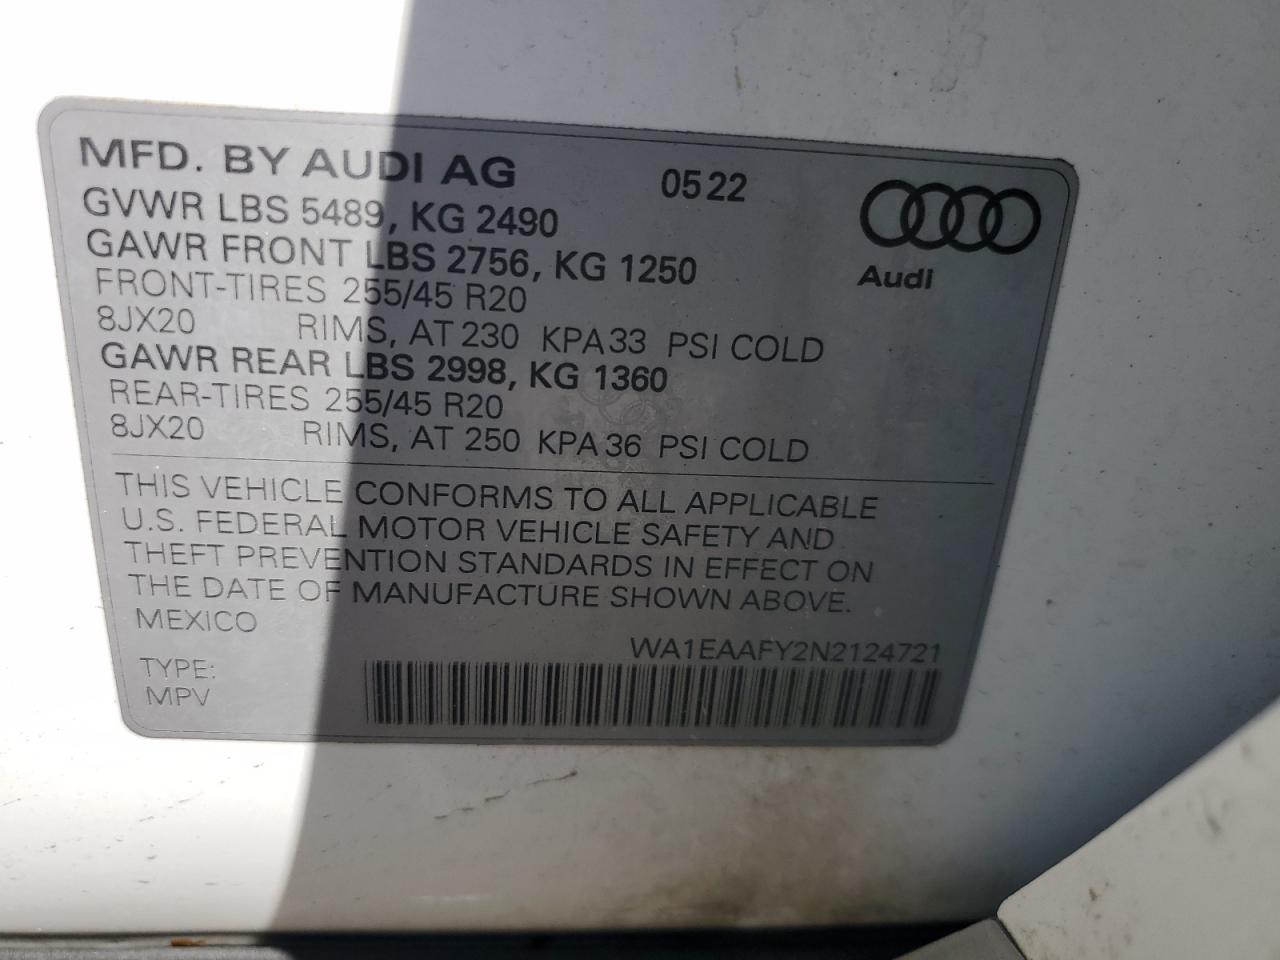 MFD. BY AUDI AG 0522
GVWR LBS 5489, KG 2490
GAWR FRONT LBS 2756, KG 1250
Audi
FRONT-TIRES 255/45 R20
8JX20 RIMS, AT 230 KPA33 PSI COLD
GAWR REAR LBS 2998, KG 1360
REAR-TIRES 255/45 R20
8JX20 RIMS, AT 250 KPA36 PSI COLD
THIS VEHICLE CONFORMS TO ALL APPLICABLE
U.S. FEDERAL MOTOR VEHICLE SAFETY AND
THEFT PREVENTION STANDARDS IN EFFECT ON
THE DATE OF MANUFACTURE SHOWN ABOVE.
MEXICO
WA1EAAFY2N2124721
TYPE:
MPV